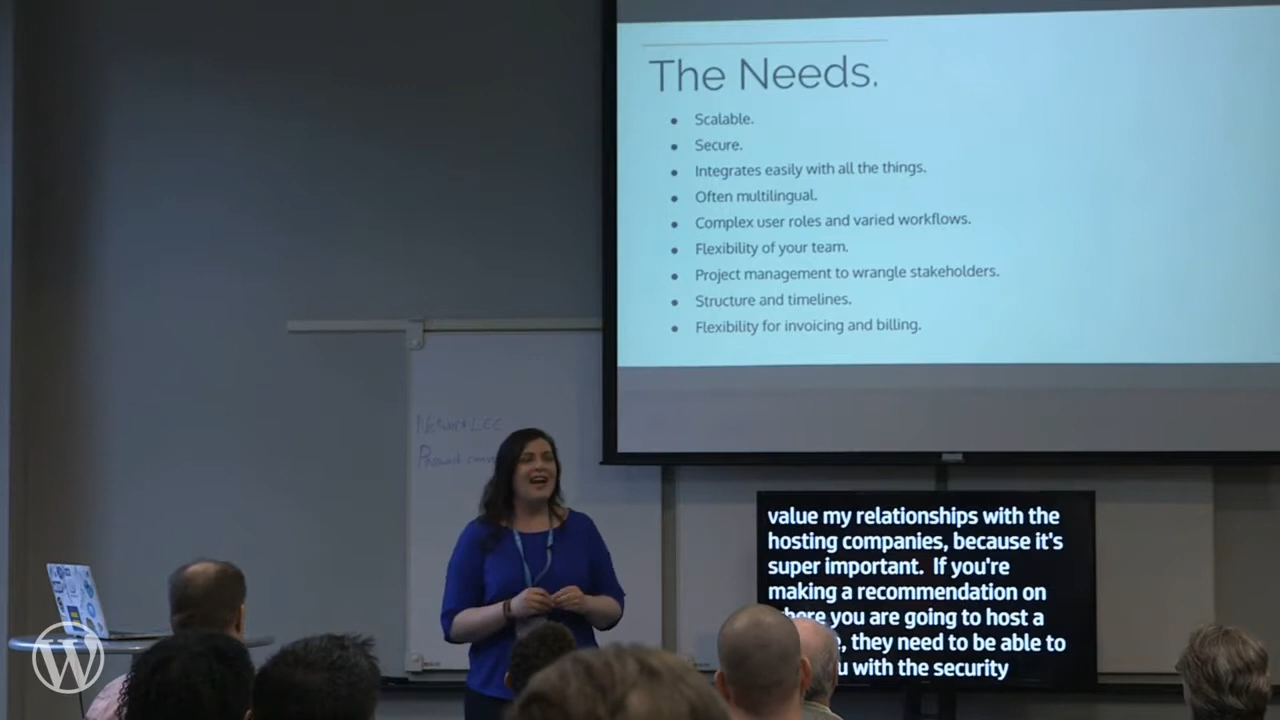 The Needs.
Scalable.
Secure.
Integrates easily with all the things.
Often multilingual.
Complex user roles and varied workflows.
Flexibility of your team.
Project management to wrangle stakeholders.
Structure and timelines.
Flexibility for invoicing and billing.
value my relationships with the
hosting companies, because it's
super important. If you're
making a recommendation on
you are going to host a
they need to be able to
with the security